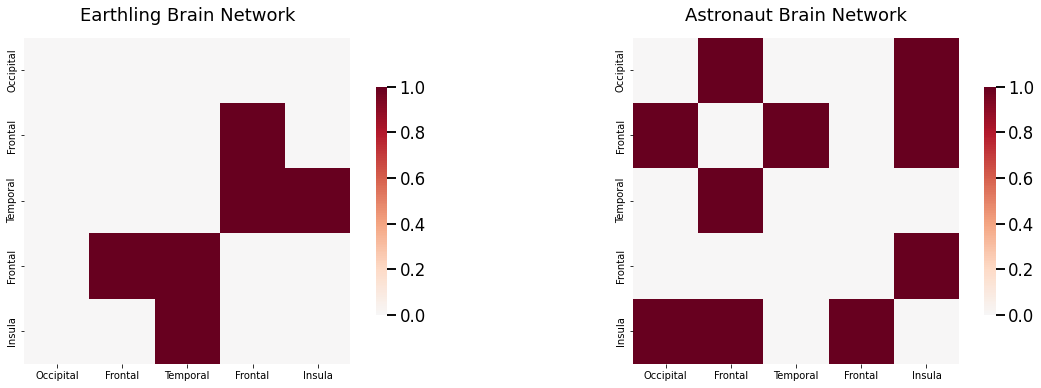 Earthling Brain Network
Occipital
Frontal
Temporal
Frontal
Insula
Occipital Frontal Temporal Frontal Insula
1.0
0.8
0.6
0.4
0.2
0.0
Astronaut Brain Network
Occipital
Frontal
Temporal
Frontal
Insula
Occipital Frontal Temporal Frontal Insula
1.0
0.8
0.6
0.4
0.2
0.0